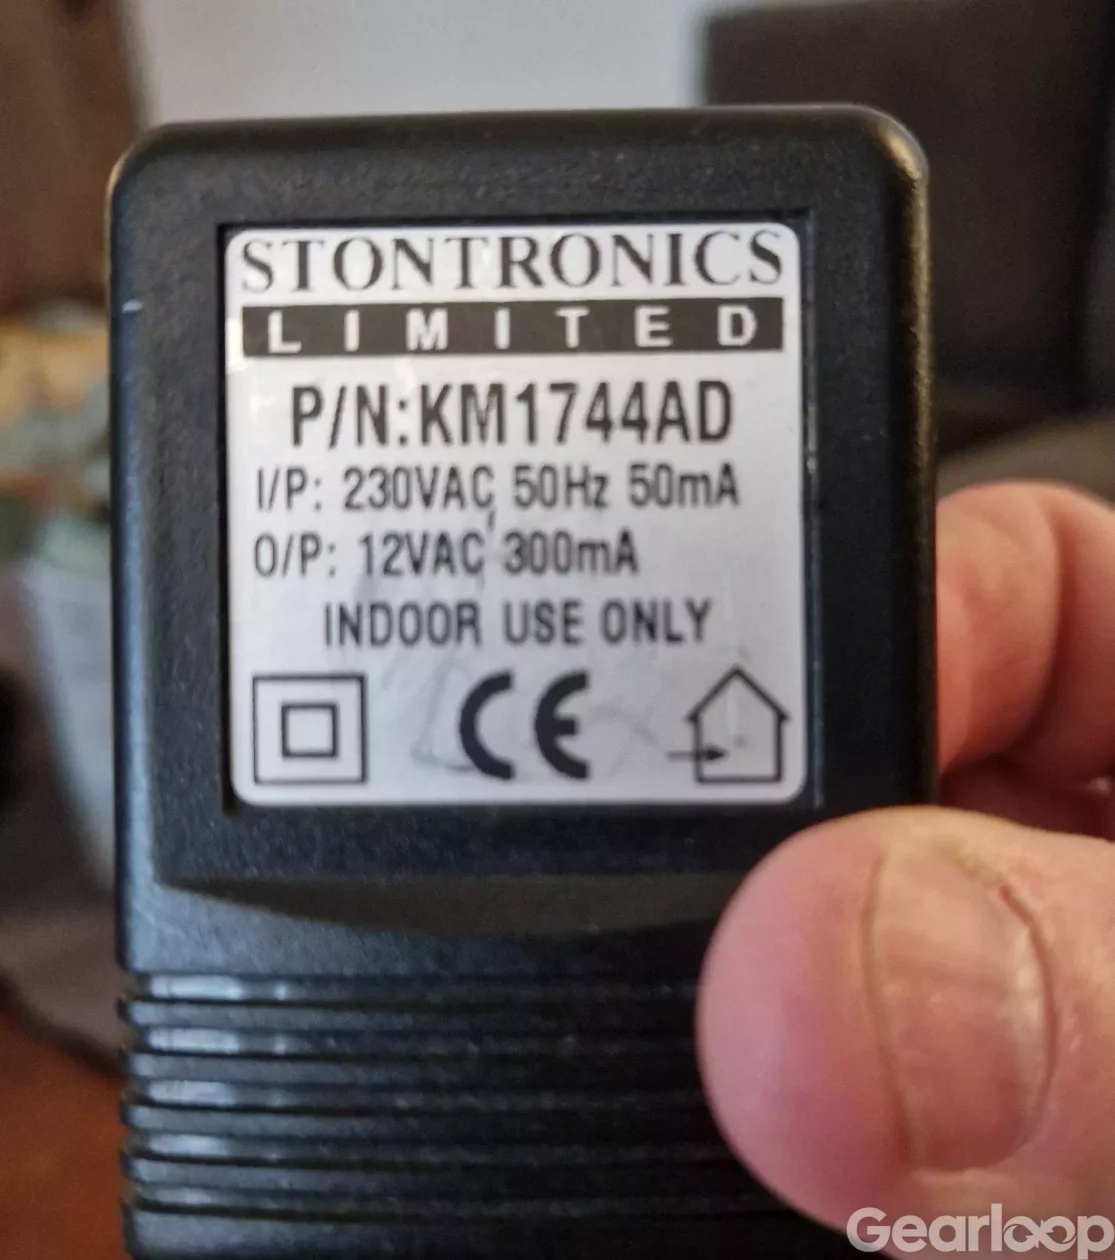 STONTRONICS
LIMITED
P/N:KM1744AD
I/P: 230VAC 50Hz 50mA
O/P: 12VAC 300mA
INDOOR USE ONLY
CE
Gearloop